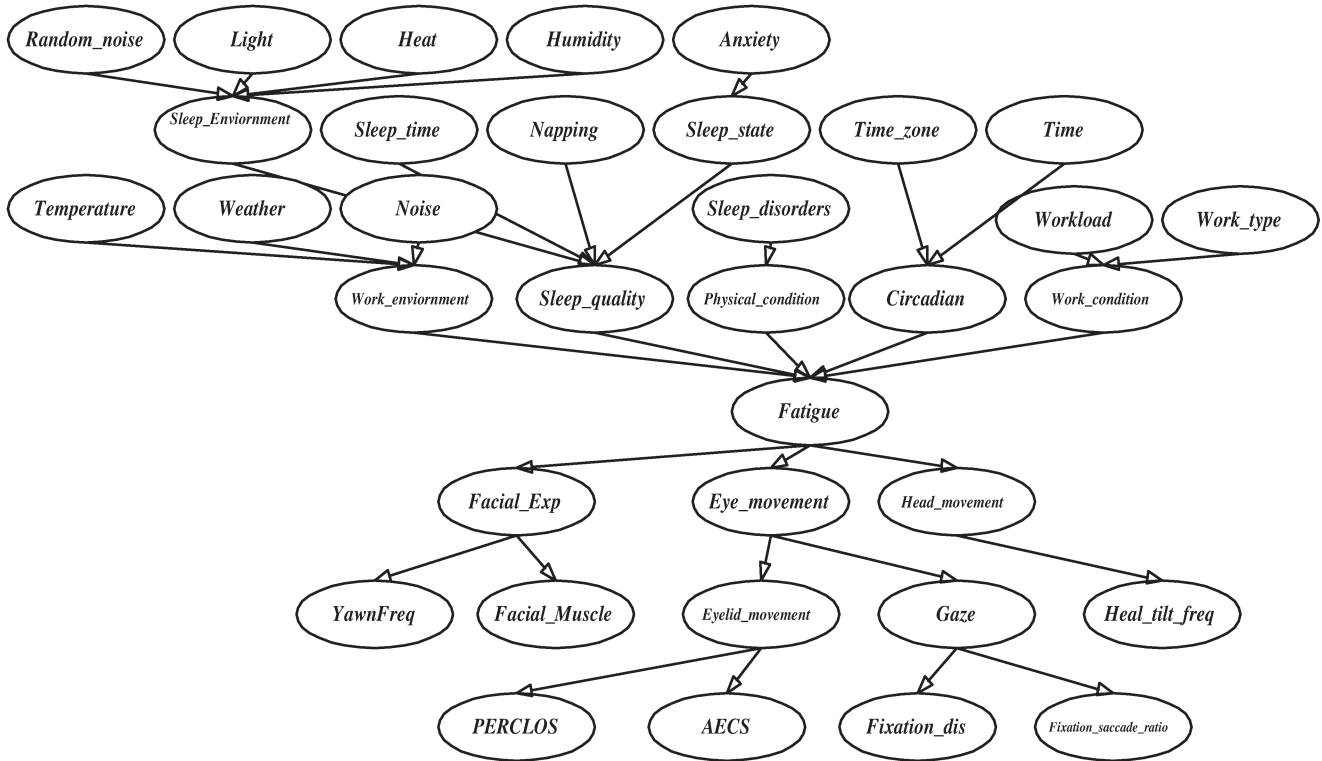 Random_noise
Light
Heat
Humidity
Anxiety
Sleep_Enviornment
Sleep_time
Napping
Sleep_state
Time_zone
Time
Temperature
Weather
Noise
Sleep_disorders
Workload
Work_type
Work_enviornment
Sleep_quality
Physical_condition
Circadian
Work_condition
Fatigue
Facial_Exp
Eye_movement
Head_movement
YawnFreq
Facial_Muscle
Eyelid_movement
Gaze
Heal_tilt_freq
PERCLOS
AECS
Fixation_dis
Fixation_saccade_ratio